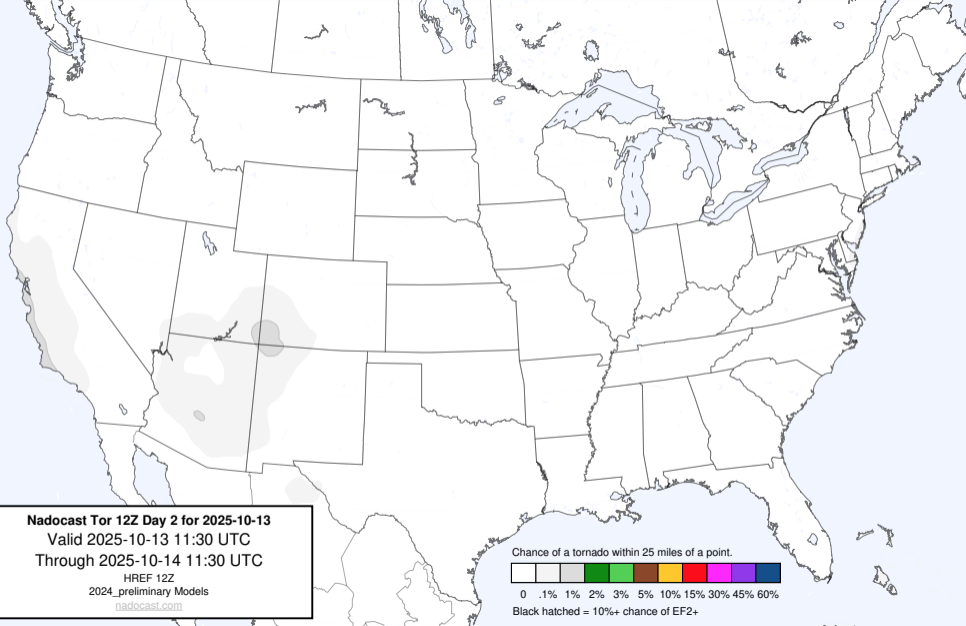 Nadocast Tor 12Z Day 2 for 2025-10-13
Valid 2025-10-13 11:30 UTC
Through 2025-10-14 11:30 UTC
HREF 12Z
2024_preliminary Models
nadocast.com
Chance of a tornado within 25 miles of a point.
0 .1% 1% 2% 3% 5% 10% 15% 30% 45% 60%
Black hatched = 10%+ chance of EF2+